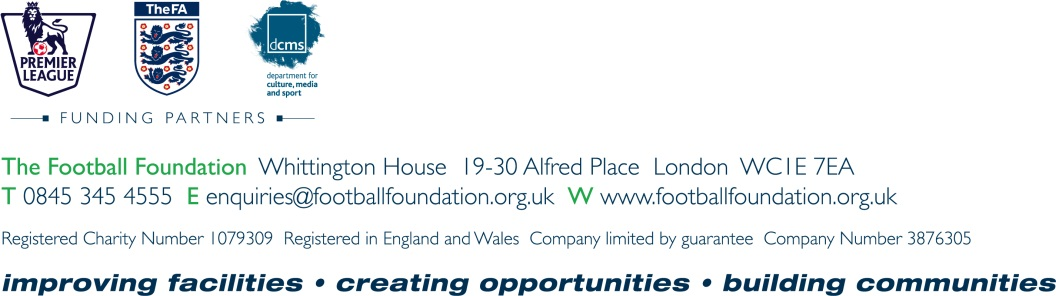 PREMIER
LEAGUE
The FA
dcms
department for
culture, media
and sport
FUNDING PARTNERS
The Football Foundation Whittington House 19-30 Alfred Place London WC1E 7EA
T 0845 345 4555 E enquiries@footballfoundation.org.uk W www.footballfoundation.org.uk
Registered Charity Number 1079309 Registered in England and Wales Company limited by guarantee Company Number 3876305
improving facilities • creating opportunities • building communities